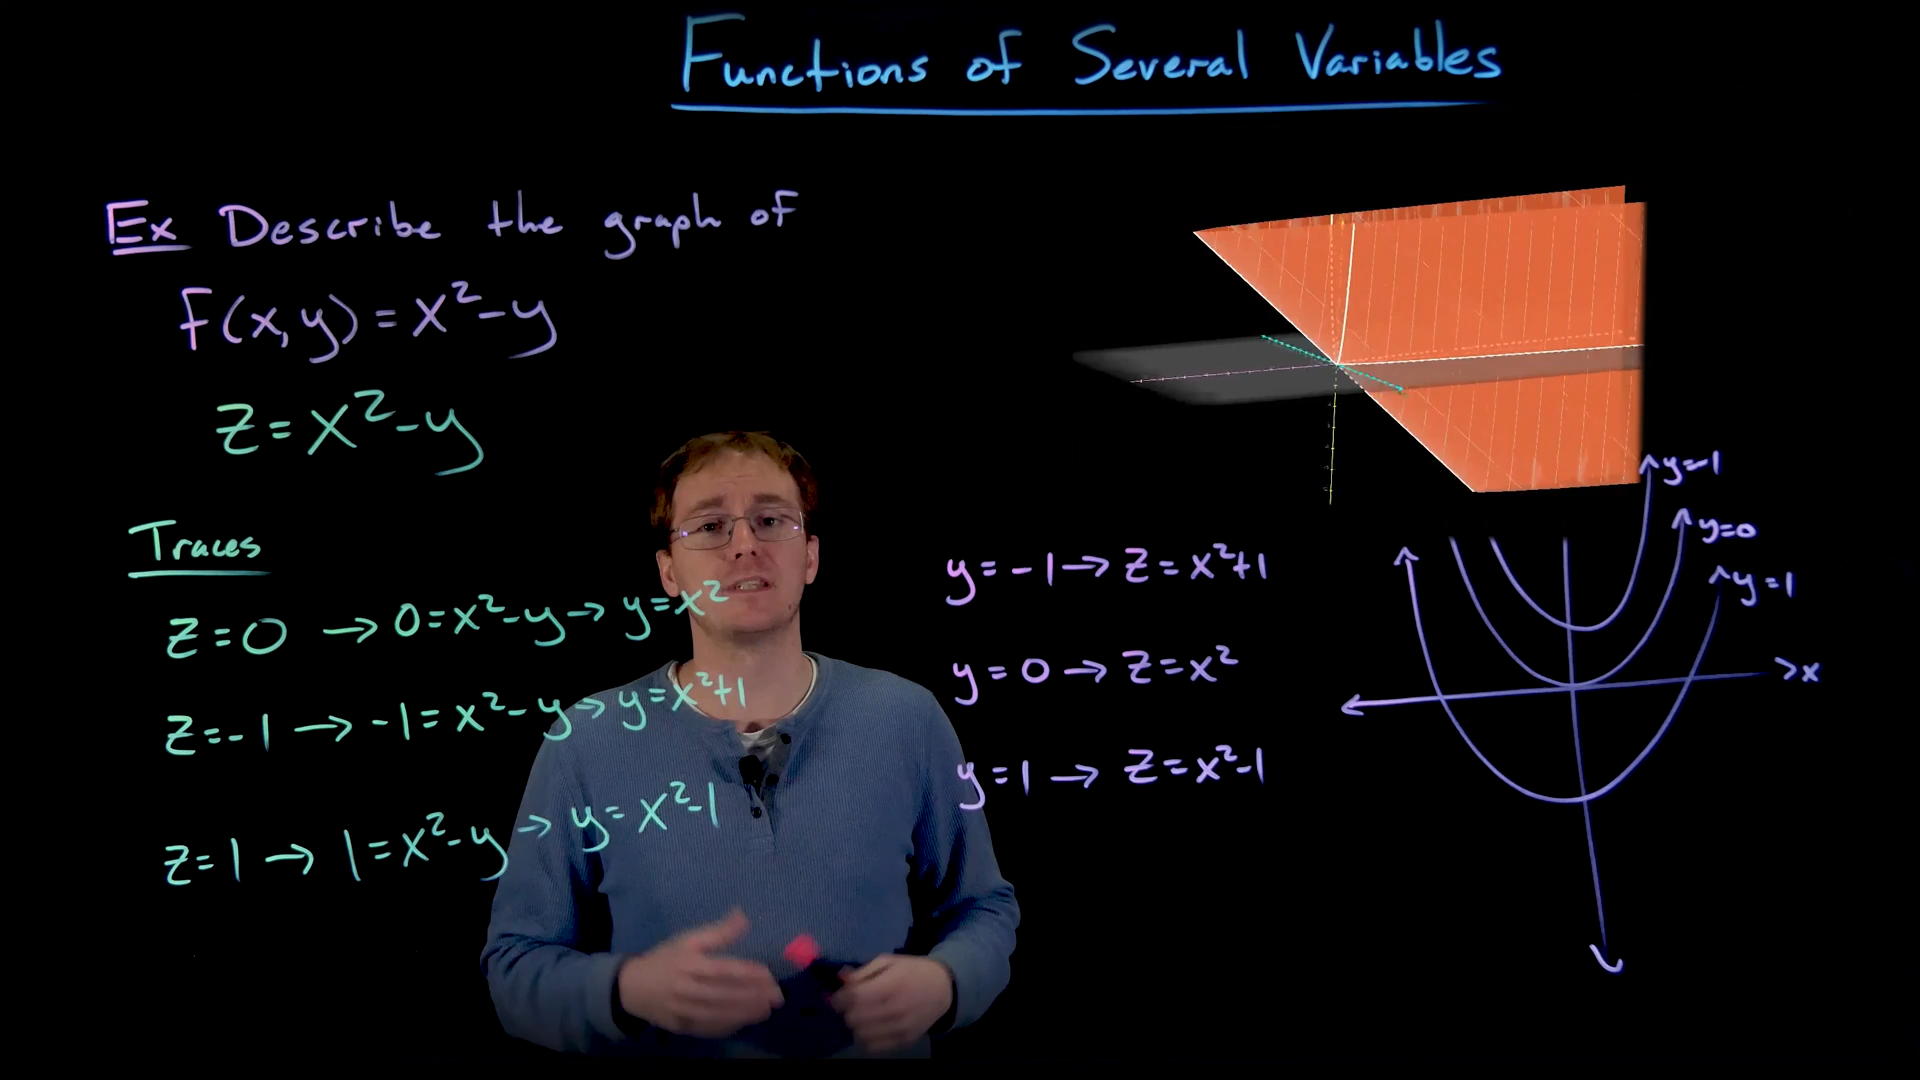 Functions of Several Variables
Ex Describe the graph of
f(x,y)=x²-y
z=x²-y
Traces
z=0 → 0=x²-y → y=x²
z=-1 → -1=x²-y → y=x²+1
z=1 → 1=x²-y → y=x²-1
y=-1 → z=x²+1
y=0 → z=x²
y=1 → z=x²-1
y=-1
y=0
y=1
x